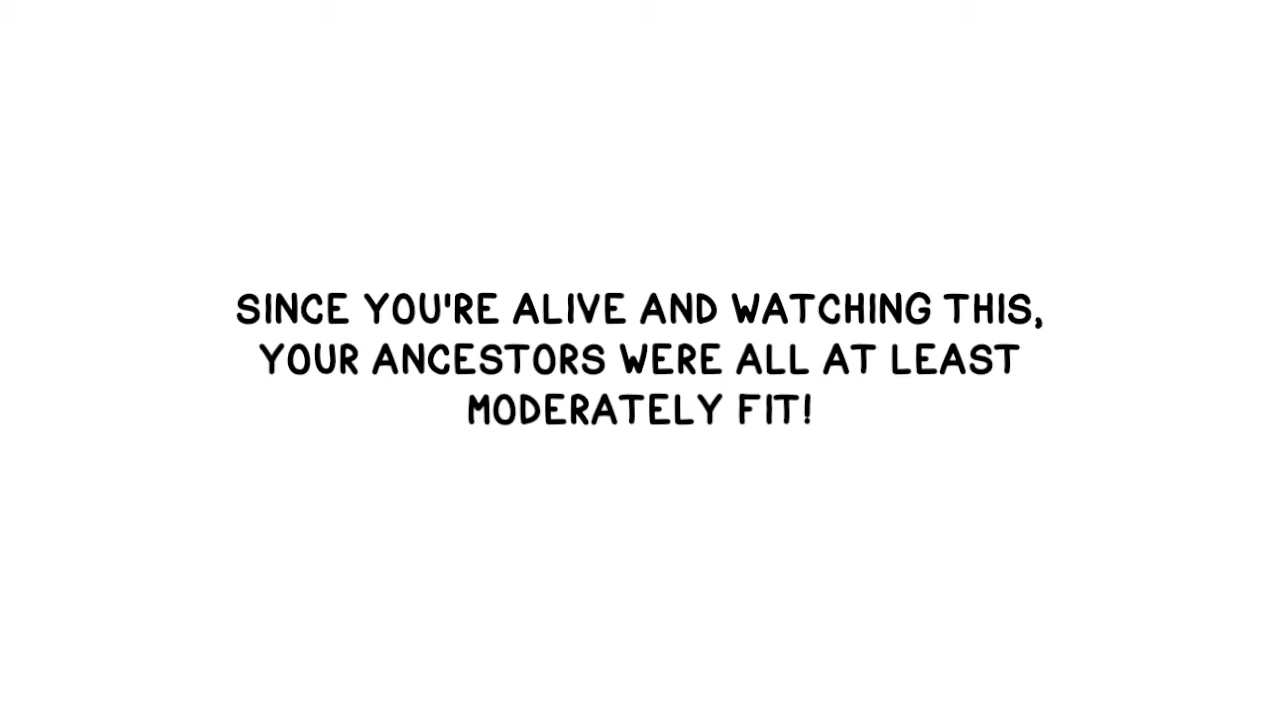 SINCE YOU'RE ALIVE AND WATCHING THIS,
YOUR ANCESTORS WERE ALL AT LEAST
MODERATELY FIT!